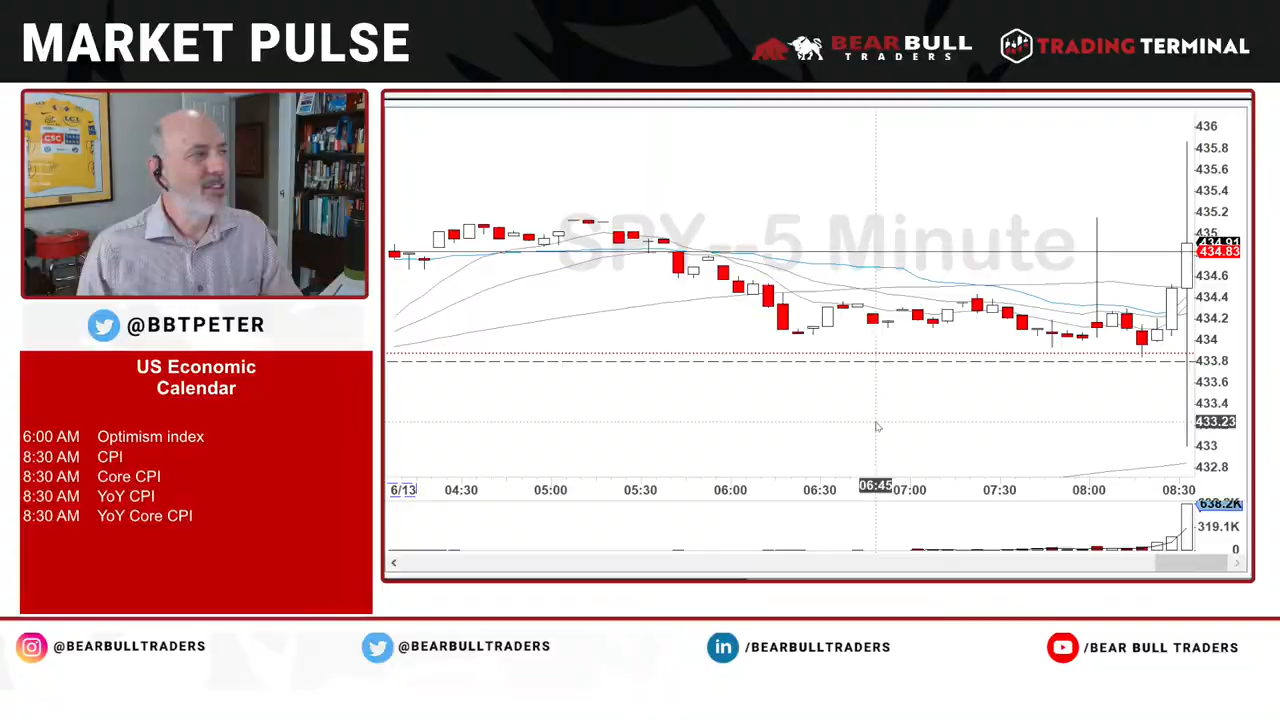 MARKET PULSE
BEAR BULL
TRADERS
TRADING TERMINAL
@BBTPETER
US Economic
Calendar
6:00 AM Optimism index
8:30 AM CPI
8:30 AM Core CPI
8:30 AM YoY CPI
8:30 AM YoY Core CPI
SPY--5 Minute
436
435.8
435.6
435.4
435.2
435
434.91
434.83
434.6
434.4
434.2
434
433.8
433.6
433.4
433.23
433
432.8
6/13 04:30 05:00 05:30 06:00 06:30 06:45 07:00 07:30 08:00 08:30
638.2K
319.1K
0
@BEARBULLTRADERS
@BEARBULLTRADERS
/BEARBULLTRADERS
/BEAR BULL TRADERS